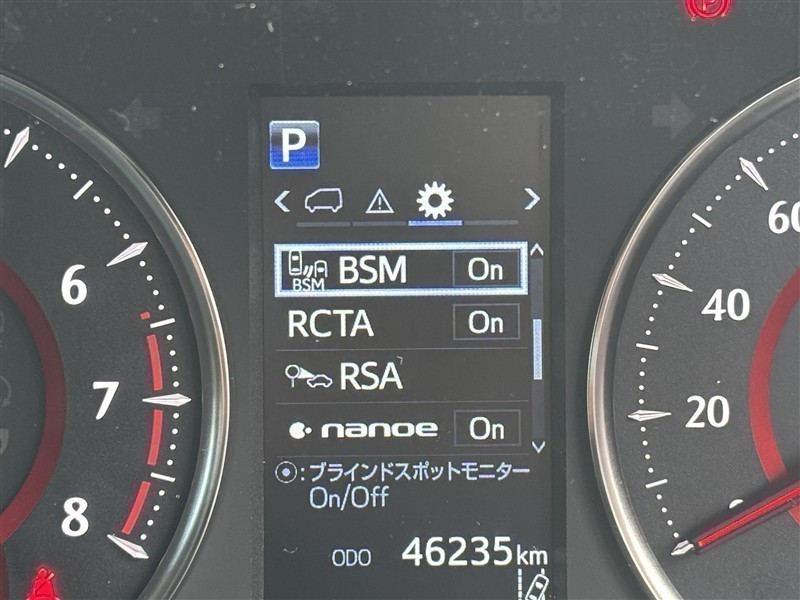 P
BSM BSM On
RCTA On
RSA
nanoe On
:ブラインドスポットモニター
On/Off
ODO 46235km
6
7
8
60
40
20